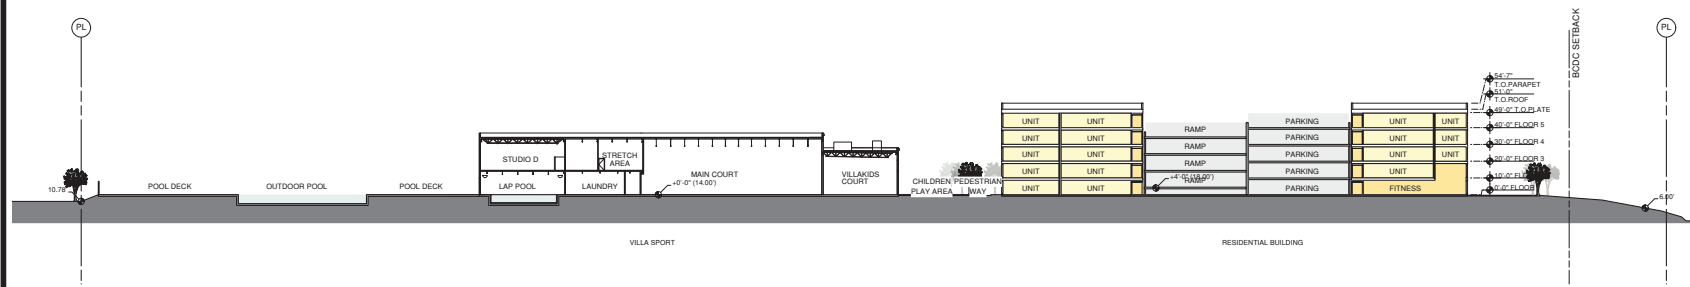 PL
BCDC SETBACK
PL
54'-7"
T.O.PARAPET
51'-0"
T.O.ROOF
49'-0" T.O.PLATE
UNIT UNIT RAMP PARKING UNIT UNIT 40'-0" FLOOR 5
UNIT UNIT RAMP PARKING UNIT UNIT 30'-0" FLOOR 4
STUDIO D STRETCH AREA UNIT UNIT RAMP PARKING UNIT UNIT 20'-0" FLOOR 3
MAIN COURT VILLAKIDS COURT UNIT UNIT RAMP PARKING UNIT 10'-0"
+0'-0" (14.00')
CHILDREN PLAY AREA
PEDESTRIAN WAY
RAMP
+4'-0" (18.00')
10.78'
POOL DECK OUTDOOR POOL POOL DECK LAP POOL LAUNDRY UNIT UNIT PARKING FITNESS 0'-0" FLOOR
6.00'
VILLA SPORT RESIDENTIAL BUILDING